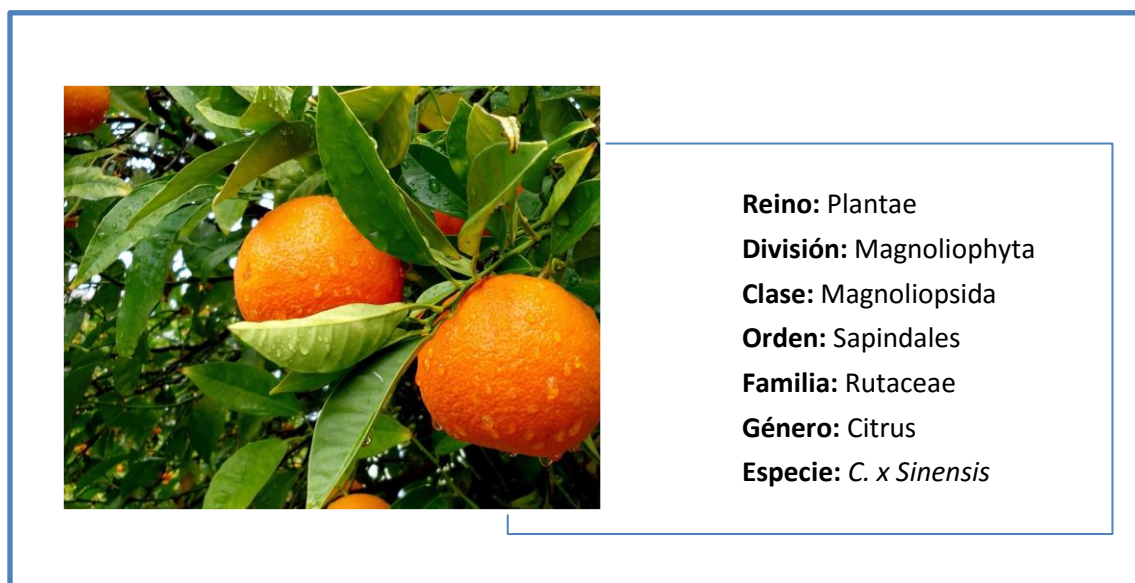 Reino: Plantae
División: Magnoliophyta
Clase: Magnoliopsida
Orden: Sapindales
Familia: Rutaceae
Género: Citrus
Especie: C. x Sinensis